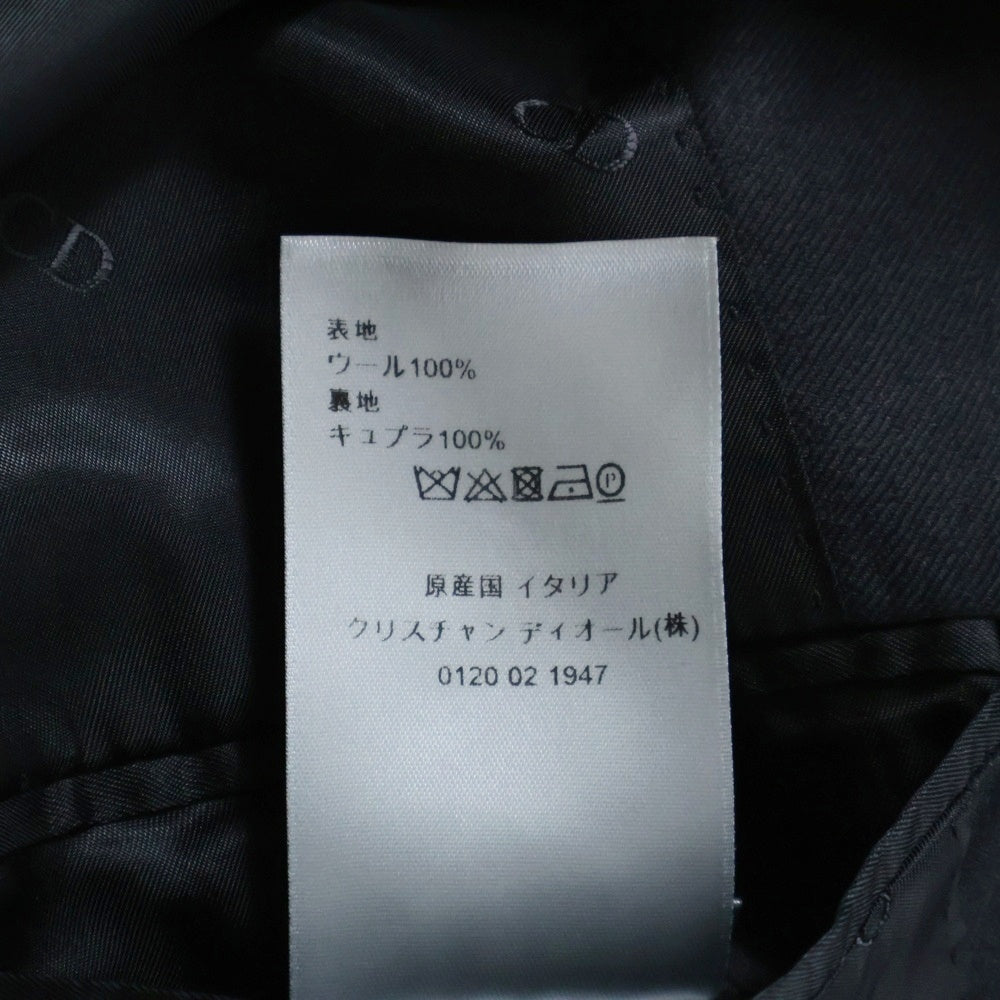 表地
ウール100%
裏地
キュプラ100%
P
原産国 イタリア
クリスチャン ディオール(株)
0120 02 1947
CD
CD